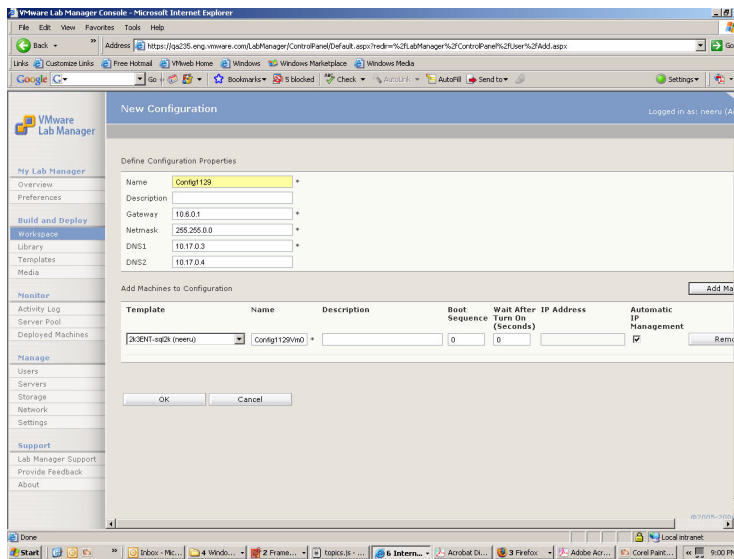 VMware Lab Manager Console - Microsoft Internet Explorer
File Edit View Favorites Tools Help
Back » Address https://qa235.eng.vmware.com/LabManager/ControlPanel/Default.aspx?redir=%2fLabManager%2fControlPanel%2fUser%2fAdd.aspx Go
Links Customize Links Free Hotmail VMweb Home Windows Windows Marketplace Windows Media
Google G Go Bookmarks 5 blocked Check AutoLink AutoFill Send to Settings
VMware Lab Manager
New Configuration
Logged in as: neeru (A
My Lab Manager
Overview
Preferences
Build and Deploy
Workspace
Library
Templates
Media
Monitor
Activity Log
Server Pool
Deployed Machines
Manage
Users
Servers
Storage
Network
Settings
Support
Lab Manager Support
Provide Feedback
About
Define Configuration Properties
Name Config1129 *
Description
Gateway 10.6.0.1 *
Netmask 255.255.0.0 *
DNS1 10.17.0.3 *
DNS2 10.17.0.4
Add Machines to Configuration
Add Ma
Template Name Description Boot Sequence Wait After Turn On (Seconds) IP Address Automatic IP Management
2k3ENT-sql2k (neeru) Config1129Vm0 * 0 0 Remo
OK Cancel
©2005-200
Done Local intranet
Start » Inbox - Mic... 4 Windo... 2 Frame... topics.js - ... 6 Intern... Acrobat Di... 3 Firefox Adobe Acr... Corel Paint... « 9:00 PM